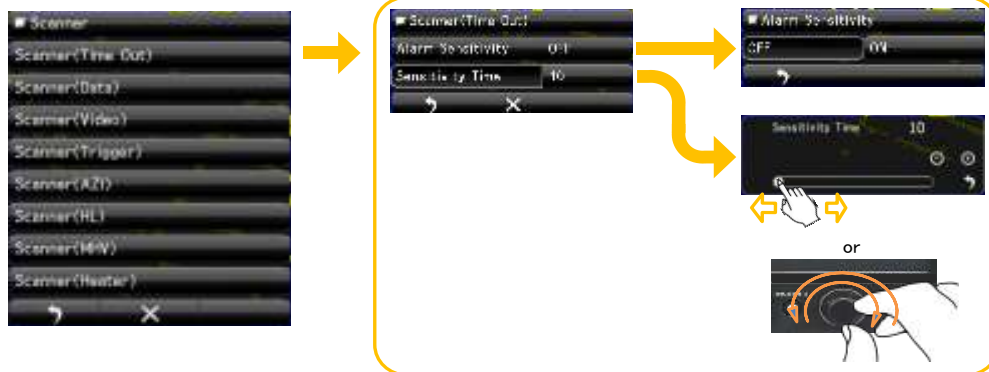 Scanner
Scanner(Time Out)
Scanner(Data)
Scanner(Video)
Scanner(Trigger)
Scanner(AZI)
Scanner(HL)
Scanner(MHV)
Scanner(Heater)
Scanner(Time Out)
Alarm Sensitivity OFF
Sensitivity Time 10
Alarm Sensitivity
OFF ON
Sensitivity Time 10
or